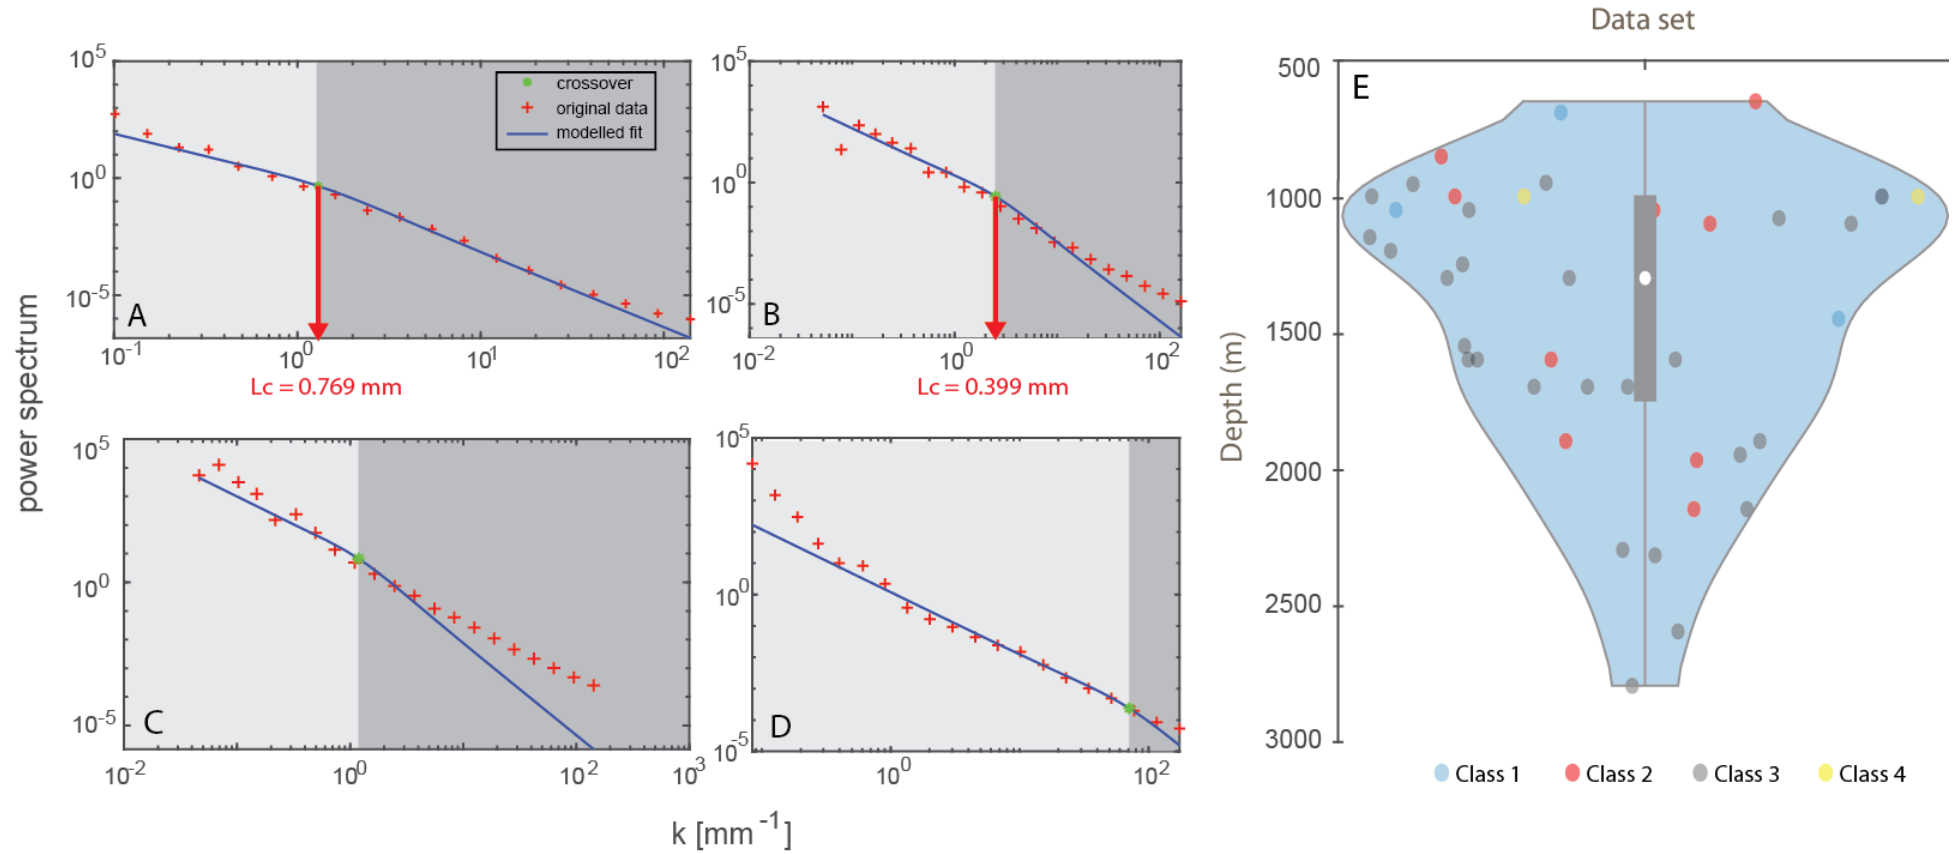 Data set
10^5
10^0
10^-5
A
crossover
original data
modelled fit
10^-1
10^0
10^1
10^2
Lc = 0.769 mm
10^5
10^0
10^-5
B
10^-2
10^0
10^2
Lc = 0.399 mm
10^5
10^0
10^-5
C
10^-2
10^0
10^2
10^-3
10^5
10^0
10^-5
D
10^0
10^2
power spectrum
k [mm^-1]
E
500
1000
1500
2000
2500
3000
Depth (m)
Class 1
Class 2
Class 3
Class 4